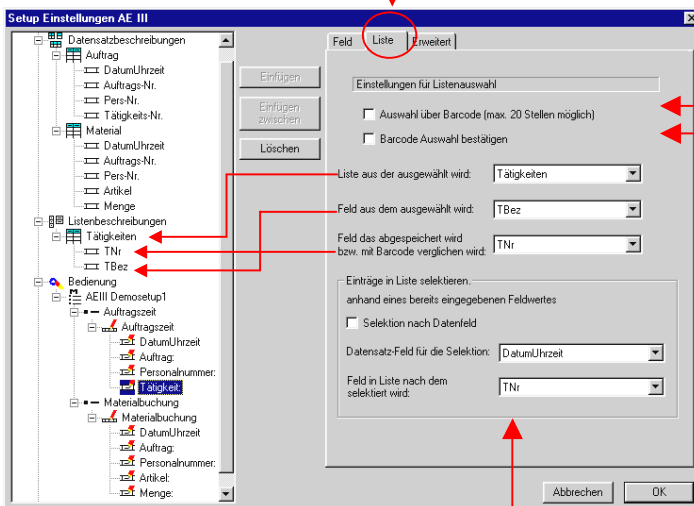 Setup Einstellungen AE III
Datensatzbeschreibungen
Auftrag
DatumUhrzeit
Auftrags-Nr.
Pers-Nr.
Tätigkeits-Nr.
Material
DatumUhrzeit
Auftrags-Nr.
Pers-Nr.
Artikel
Menge
Listenbeschreibungen
Tätigkeiten
TNr
TBez
Bedienung
AEIII Demosetup1
Auftragszeit
Auftragszeit
DatumUhrzeit
Auftrag:
Personalnummer:
Tätigkeit:
Materialbuchung
Materialbuchung
DatumUhrzeit
Auftrag:
Personalnummer:
Artikel:
Menge:
Einfügen
Einfügen
zwischen
Löschen
Feld
Liste
Erweitert
Einstellungen für Listenauswahl
Auswahl über Barcode (max. 20 Stellen möglich)
Barcode Auswahl bestätigen
Liste aus der ausgewählt wird: Tätigkeiten
Feld aus dem ausgewählt wird: TBez
Feld das abgespeichert wird
bzw. mit Barcode verglichen wird: TNr
Einträge in Liste selektieren.
anhand eines bereits eingegebenen Feldwertes
Selektion nach Datenfeld
Datensatz-Feld für die Selektion: DatumUhrzeit
Feld in Liste nach dem
selektiert wird: TNr
Abbrechen
OK